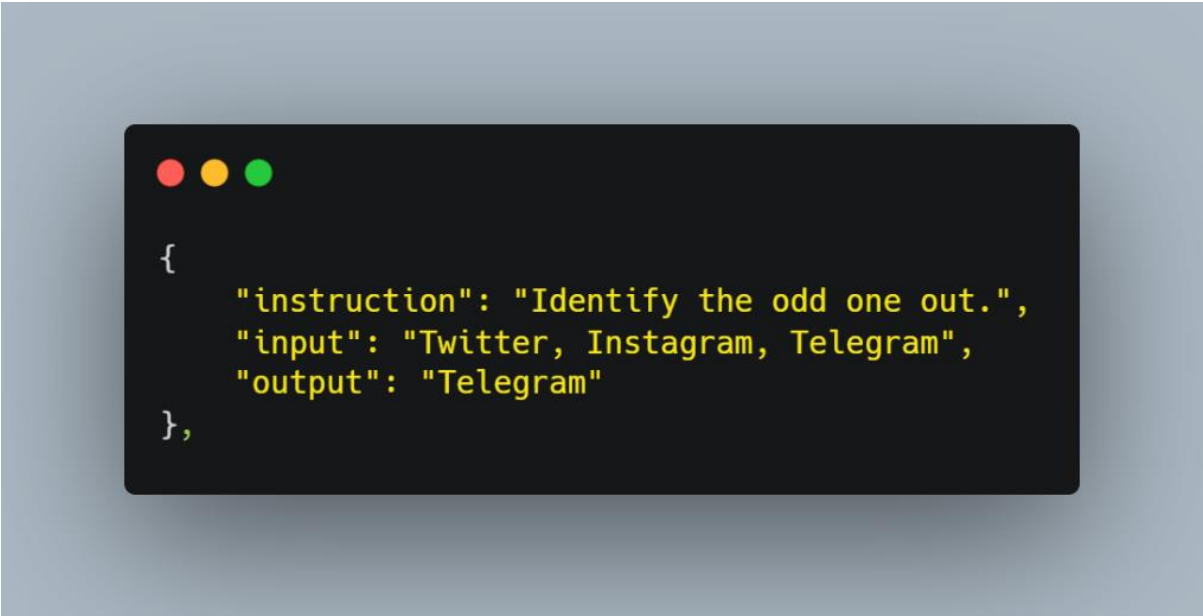 {
"instruction": "Identify the odd one out.",
"input": "Twitter, Instagram, Telegram",
"output": "Telegram"
},